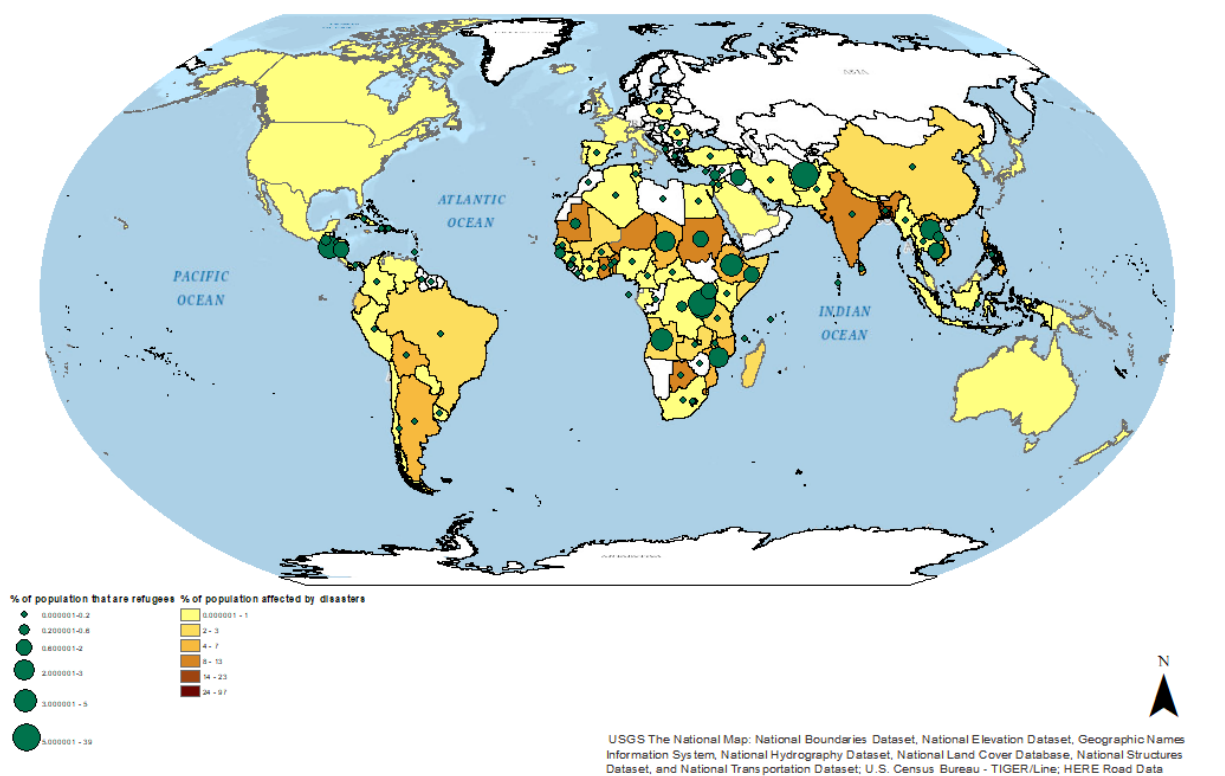 ATLANTIC
OCEAN
PACIFIC
OCEAN
INDIAN
OCEAN
% of population that are refugees
0.000001-0.2
0.200001-0.6
0.600001-2
2.000001-3
3.000001 - 5
5.000001 - 39
% of population affected by disasters
0.000001 - 1
2 - 3
4 - 7
8 - 13
14 - 23
24 - 97
N
USGS The National Map: National Boundaries Dataset, National Elevation Dataset, Geographic Names
Information System, National Hydrography Dataset, National Land Cover Database, National Structures
Dataset, and National Transportation Dataset; U.S. Census Bureau - TIGER/Line; HERE Road Data